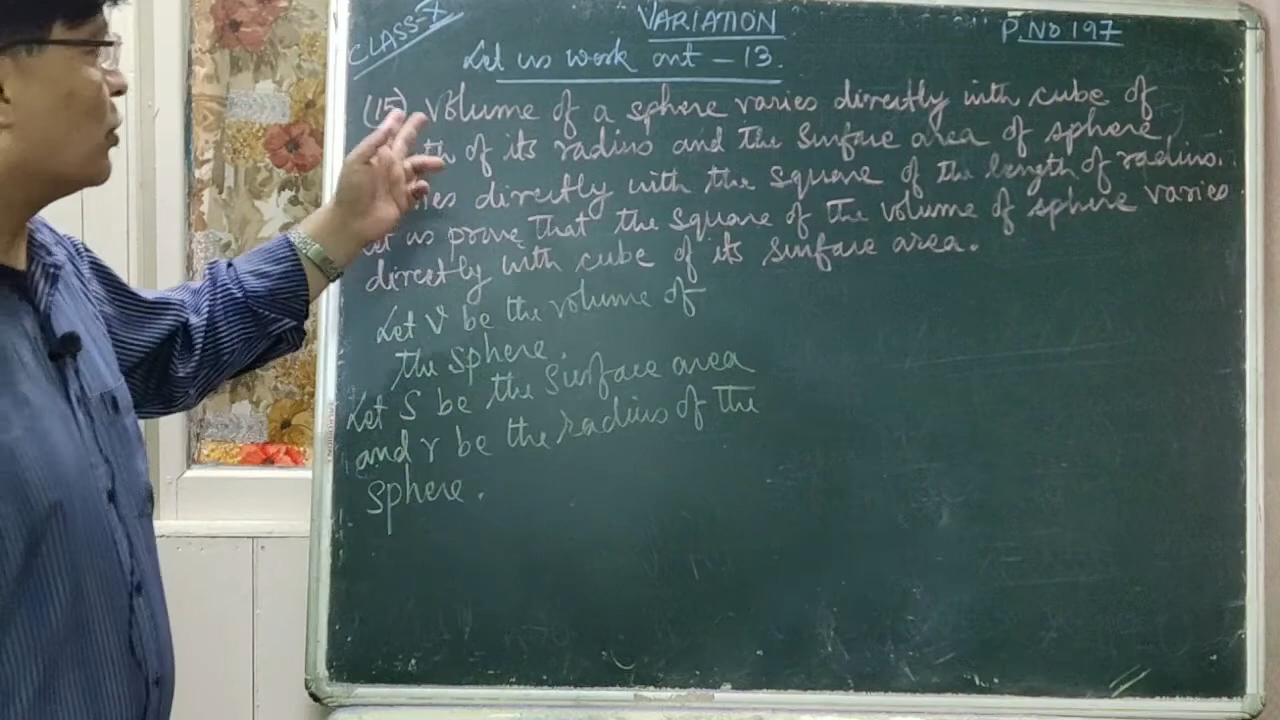 CLASS-X
VARIATION
P.NO 197
Let us work out - 13.
(15) Volume of a sphere varies directly with cube of
of its radius and the surface area of sphere
directly with the square of the length of radius.
us prove that the square of the volume of sphere varies
directly with cube of its surface area.
Let V be the volume of
the sphere.
Let S be the surface area
and r be the radius of the
sphere.